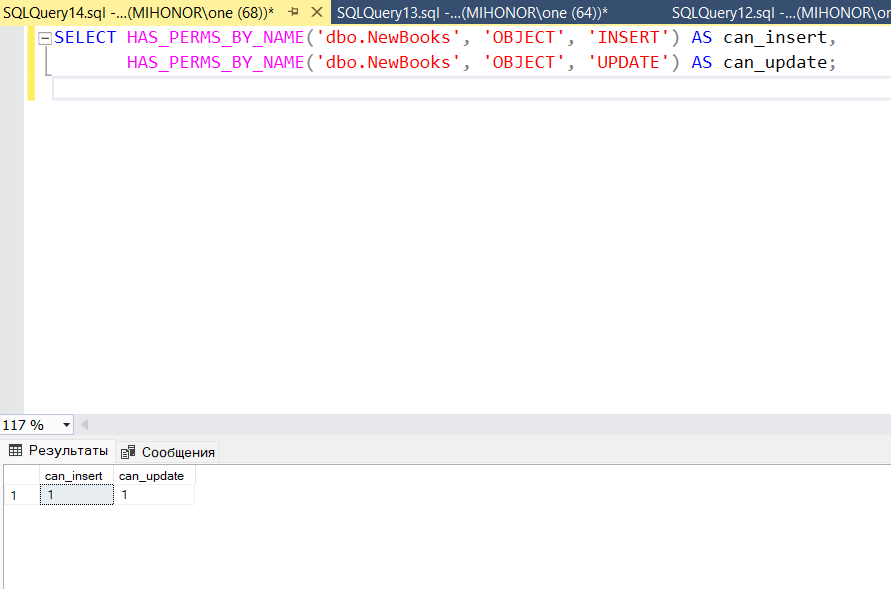 SQLQuery14.sql -...(MIHONOR\one (68))* SQLQuery13.sql -...(MIHONOR\one (64))* SQLQuery12.sql -...(MIHONOR\on
SELECT HAS_PERMS_BY_NAME('dbo.NewBooks', 'OBJECT', 'INSERT') AS can_insert,
HAS_PERMS_BY_NAME('dbo.NewBooks', 'OBJECT', 'UPDATE') AS can_update;
117 %
Результаты Сообщения
can_insert can_update
1 1 1